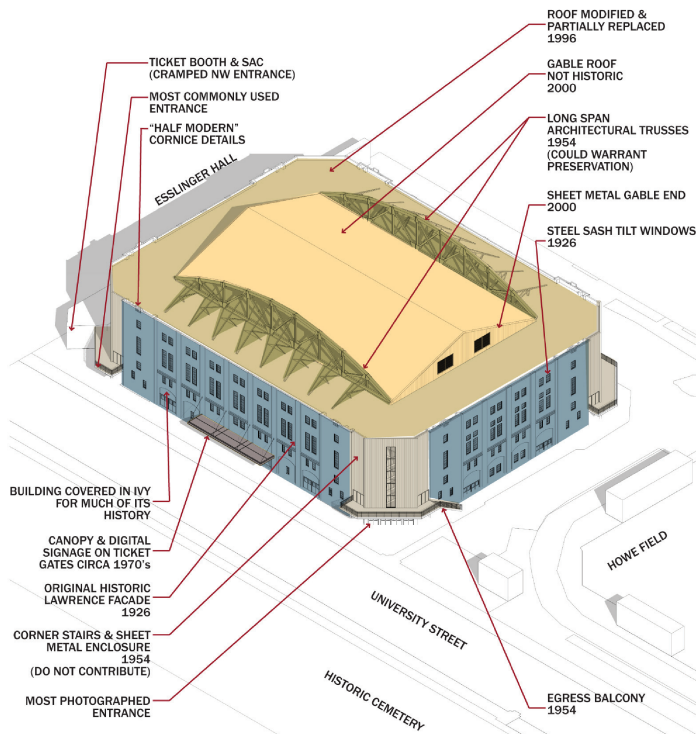 ROOF MODIFIED &
PARTIALLY REPLACED
1996
GABLE ROOF
NOT HISTORIC
2000
LONG SPAN
ARCHITECTURAL TRUSSES
1954
(COULD WARRANT
PRESERVATION)
SHEET METAL GABLE END
2000
STEEL SASH TILT WINDOWS
1926
TICKET BOOTH & SAC
(CRAMPED NW ENTRANCE)
MOST COMMONLY USED
ENTRANCE
“HALF MODERN”
CORNICE DETAILS
ESSLINGER HALL
BUILDING COVERED IN IVY
FOR MUCH OF ITS
HISTORY
CANOPY & DIGITAL
SIGNAGE ON TICKET
GATES CIRCA 1970's
ORIGINAL HISTORIC
LAWRENCE FACADE
1926
CORNER STAIRS & SHEET
METAL ENCLOSURE
1954
(DO NOT CONTRIBUTE)
MOST PHOTOGRAPHED
ENTRANCE
HOWE FIELD
UNIVERSITY STREET
HISTORIC CEMETERY
EGRESS BALCONY
1954